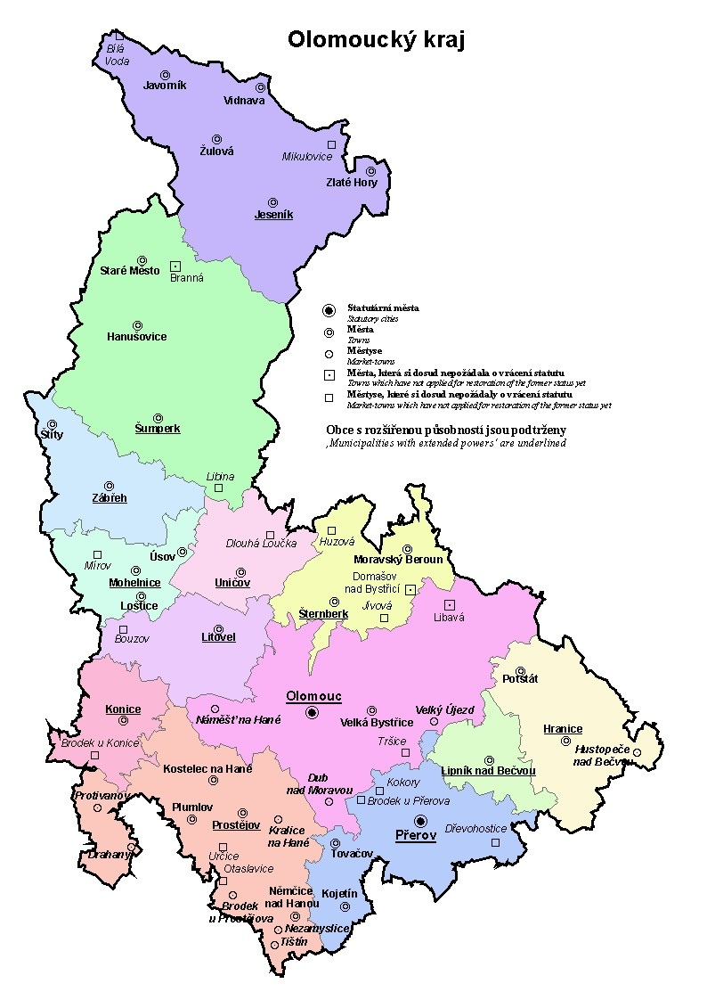 Olomoucký kraj
Bílá
Voda
Javorník
Vidnava
Žulová
Mikulovice
Zlaté Hory
Jeseník
Staré Město
Branná
Hanušovice
Statutární města
Statutory cities
Města
Towns
Městyse
Market-towns
Města, která si dosud nepožádala o vrácení statutu
Towns which have not applied for restoration of the former status yet
Městyse, které si dosud nepožádaly o vrácení statutu
Market-towns which have not applied for restoration of the former status yet
Obce s rozšířenou působností jsou podtrženy
‚Municipalities with extended powers‘ are underlined
Štíty
Šumperk
Libina
Zábřeh
Dlouhá Loučka
Huzová
Úsov
Mírov
Moravský Beroun
Mohelnice
Uničov
Domašov
nad Bystřicí
Loštice
Šternberk
Jívová
Libavá
Bouzov
Litovel
Potštát
Olomouc
Konice
Náměšť na Hané
Velká Bystřice
Velký Újezd
Hranice
Brodek u Konice
Tršice
Hustopeče
nad Bečvou
Kostelec na Hané
Lipník nad Bečvou
Dub
nad Moravou
Kokory
Protivanov
Brodek u Přerova
Plumlov
Prostějov
Kralice
na Hané
Přerov
Dřevohostice
Drahany
Určice
Tovačov
Otaslavice
Němčice
nad Hanou
Kojetín
Brodek
u Prostějova
Nezamyslice
Tištín